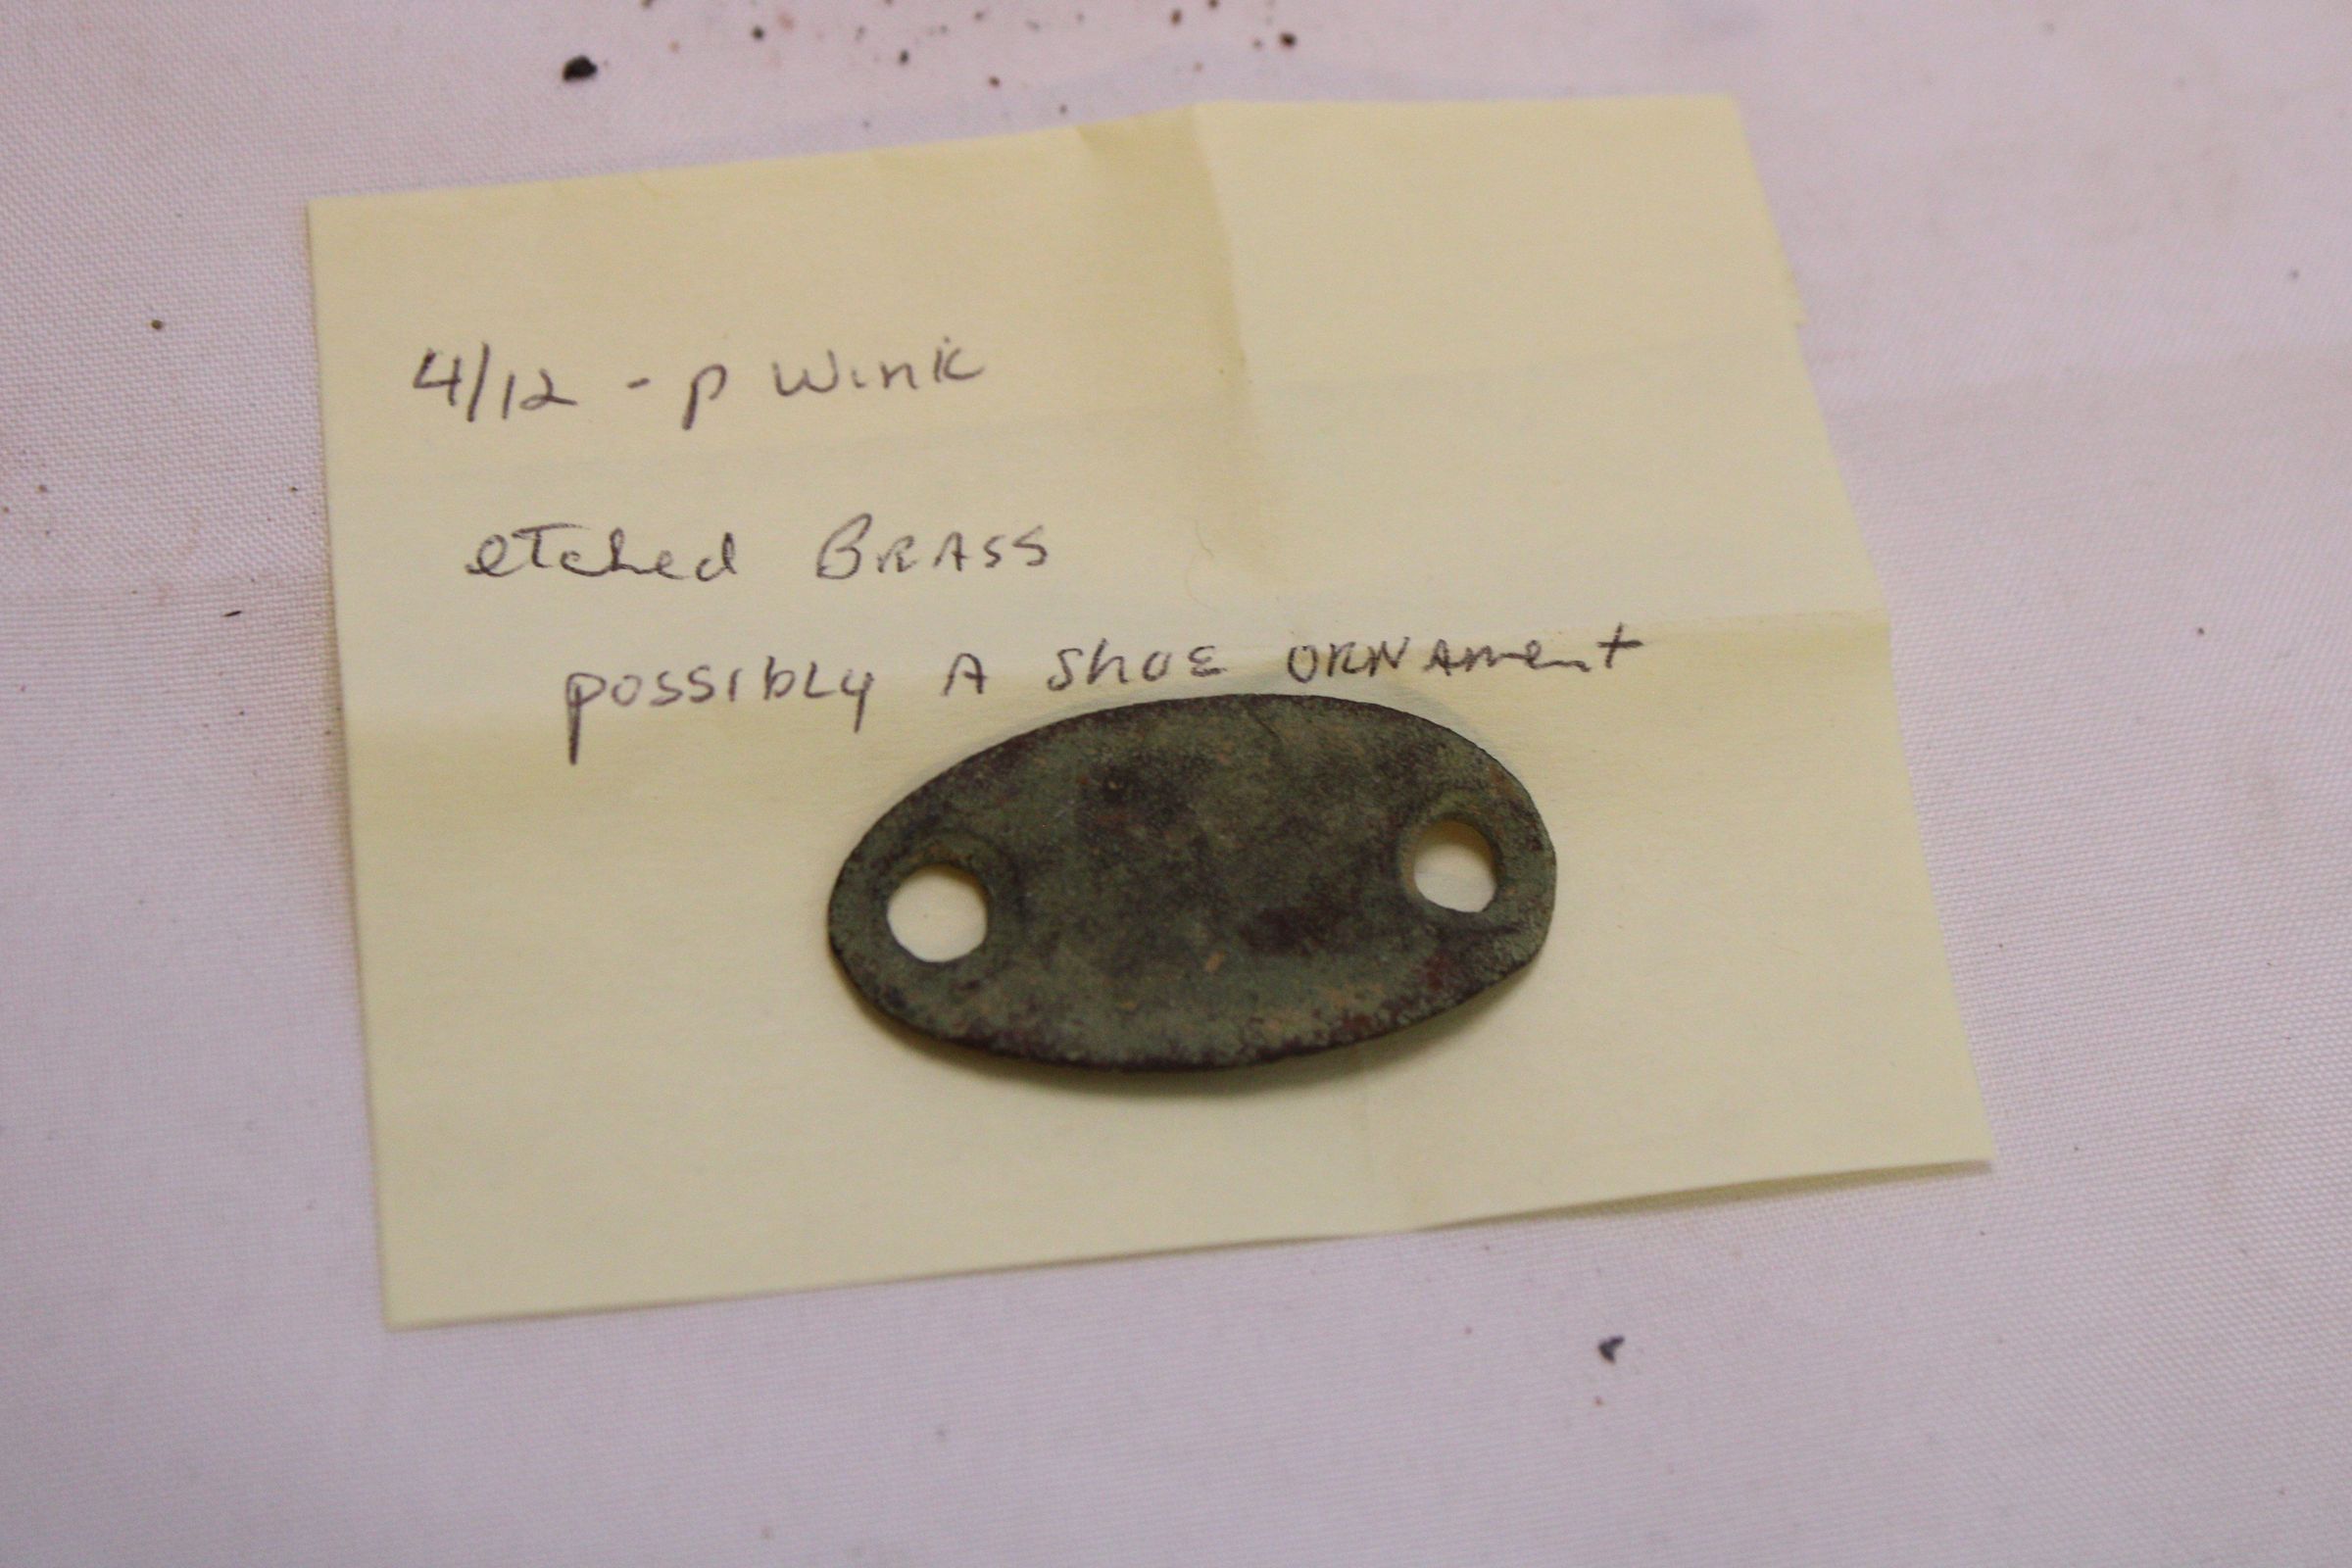 4/12 - p Wink
etched BRASS
possibLy A ShOE ORNAment